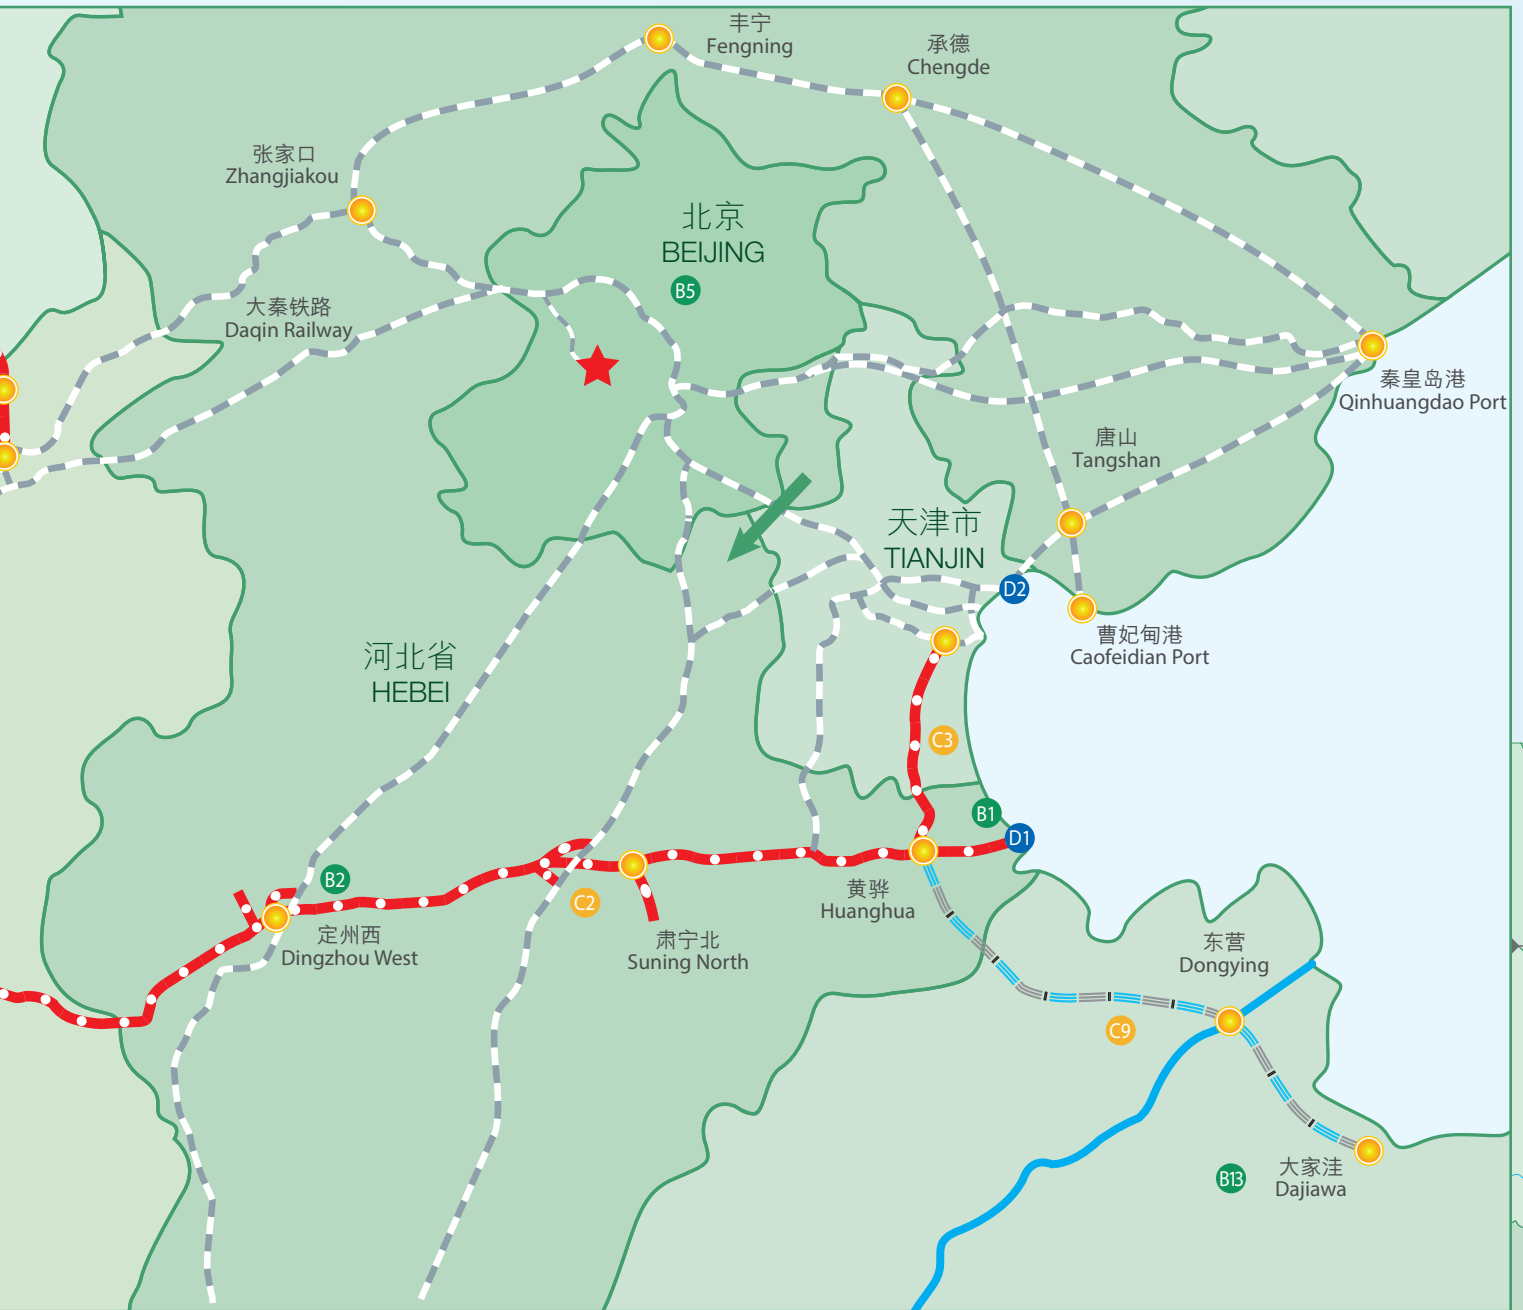 丰宁
Fengning
承德
Chengde
张家口
Zhangjiakou
北京
BEIJING
B5
大秦铁路
Daqin Railway
秦皇岛港
Qinhuangdao Port
唐山
Tangshan
天津市
TIANJIN
D2
曹妃甸港
Caofeidian Port
河北省
HEBEI
C3
B1
D1
B2
C2
黄骅
Huanghua
定州西
Dingzhou West
肃宁北
Suning North
东营
Dongying
C9
大家洼
Dajiawa
B13